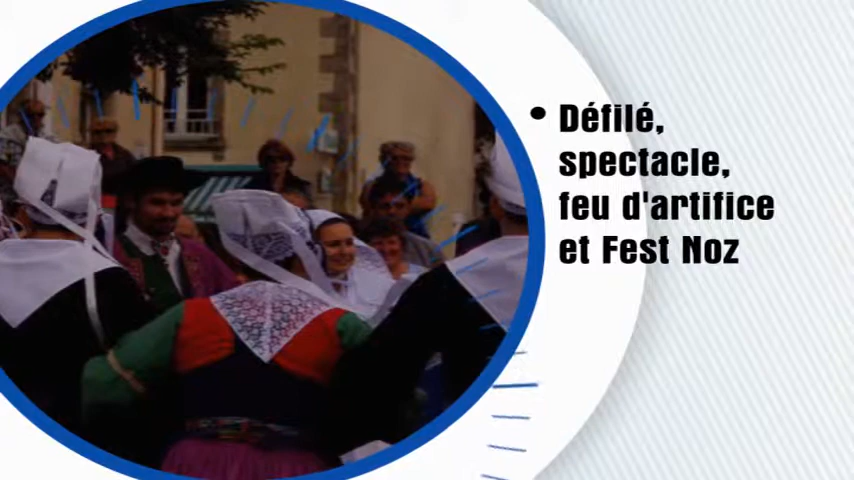 • Défilé,
spectacle,
feu d'artifice
et Fest Noz